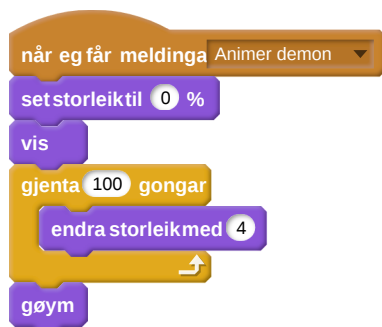 når eg får meldinga Animer demon
set storleik til 0 %
vis
gjenta 100 gongar
endra storleik med 4
gøym